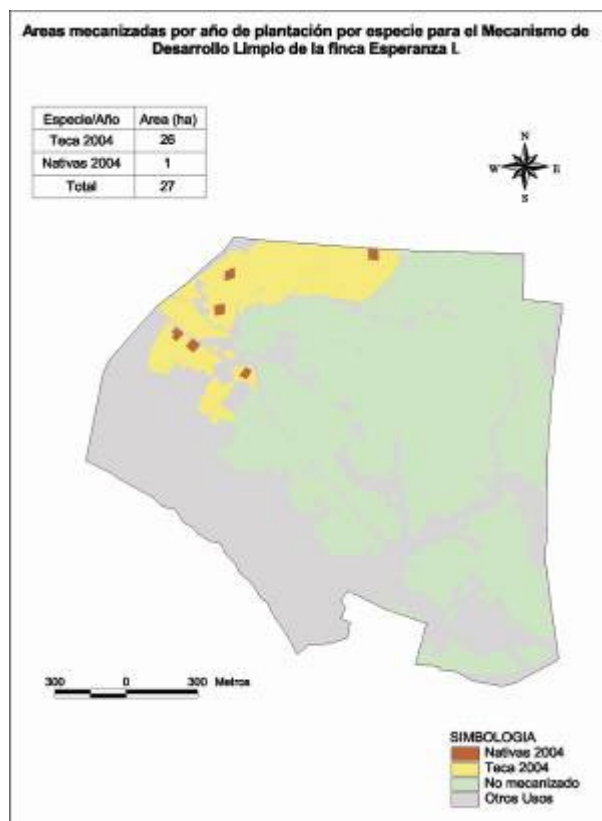 Areas mecanizadas por año de plantación por especie para el Mecanismo de
Desarrollo Limpio de la finca Esperanza I.
Especie/Año Area (ha)
Teca 2004 26
Nativas 2004 1
Total 27
N
W E
S
300 0 300 Metros
SIMBOLOGIA
Nativas 2004
Teca 2004
No mecanizado
Otros Usos